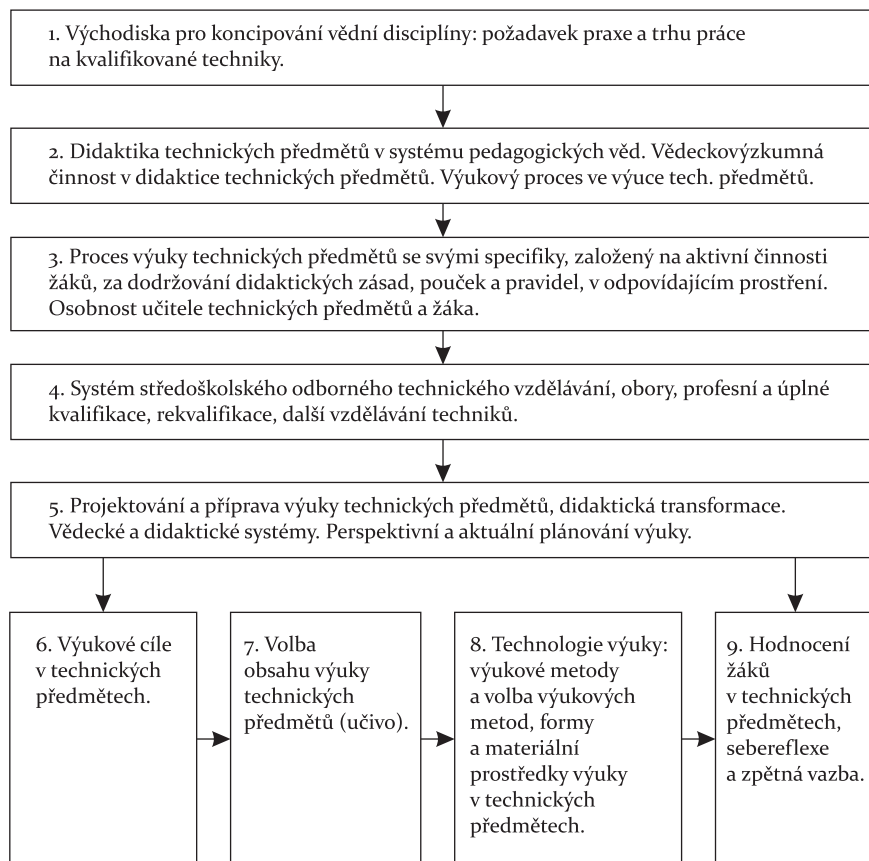 1. Východiska pro koncipování vědní disciplíny: požadavek praxe a trhu práce
na kvalifikované techniky.
2. Didaktika technických předmětů v systému pedagogických věd. Vědeckovýzkumná
činnost v didaktice technických předmětů. Výukový proces ve výuce tech. předmětů.
3. Proces výuky technických předmětů se svými specifiky, založený na aktivní činnosti
žáků, za dodržování didaktických zásad, pouček a pravidel, v odpovídajícím prostření.
Osobnost učitele technických předmětů a žáka.
4. Systém středoškolského odborného technického vzdělávání, obory, profesní a úplné
kvalifikace, rekvalifikace, další vzdělávání techniků.
5. Projektování a příprava výuky technických předmětů, didaktická transformace.
Vědecké a didaktické systémy. Perspektivní a aktuální plánování výuky.
6. Výukové cíle
v technických
předmětech.
7. Volba
obsahu výuky
technických
předmětů (učivo).
8. Technologie výuky:
výukové metody
a volba výukových
metod, formy
a materiální
prostředky výuky
v technických
předmětech.
9. Hodnocení
žáků
v technických
předmětech,
sebereflexe
a zpětná vazba.